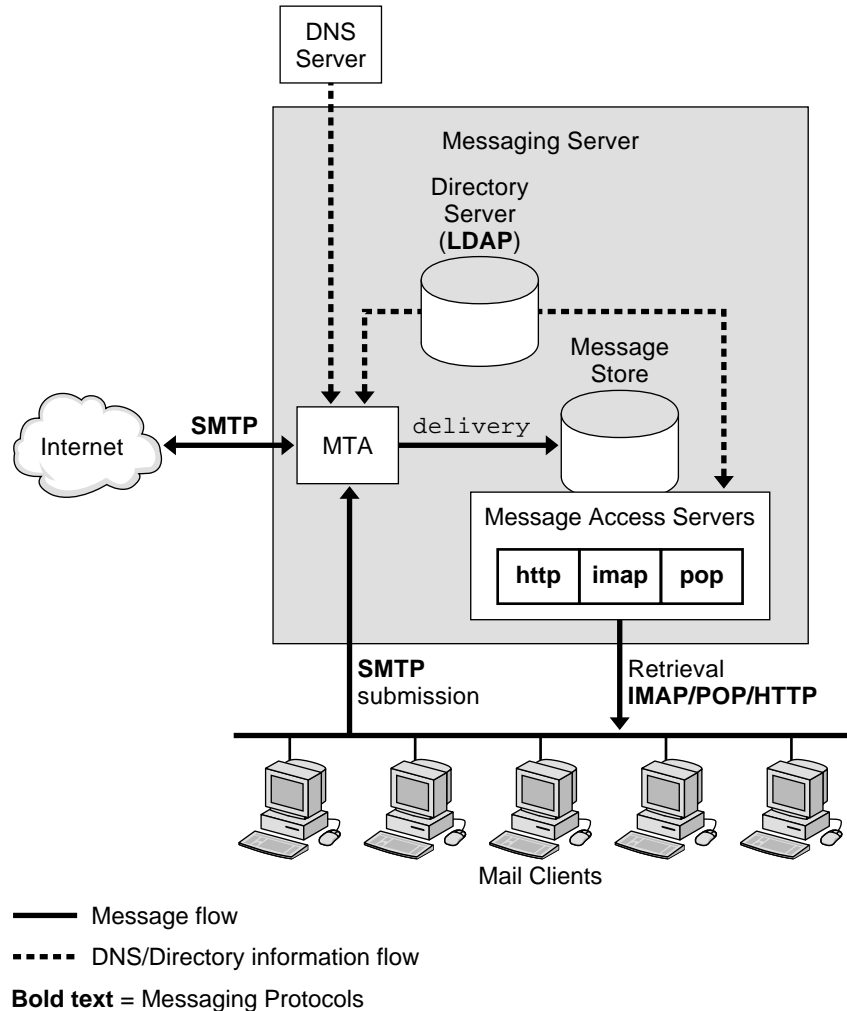 DNS
Server
Messaging Server
Directory
Server
(LDAP)
Message
Store
Internet
SMTP
MTA
delivery
Message Access Servers
http
imap
pop
SMTP
submission
Retrieval
IMAP/POP/HTTP
Mail Clients
Message flow
DNS/Directory information flow
Bold text = Messaging Protocols